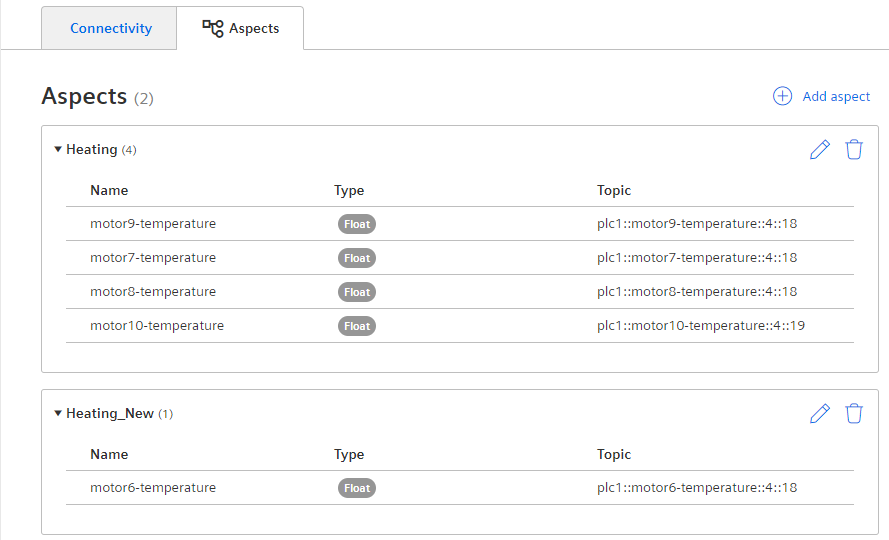 Connectivity Aspects
Aspects (2) Add aspect
Heating (4)
Name Type Topic
motor9-temperature Float plc1::motor9-temperature::4::18
motor7-temperature Float plc1::motor7-temperature::4::18
motor8-temperature Float plc1::motor8-temperature::4::18
motor10-temperature Float plc1::motor10-temperature::4::19
Heating_New (1)
Name Type Topic
motor6-temperature Float plc1::motor6-temperature::4::18